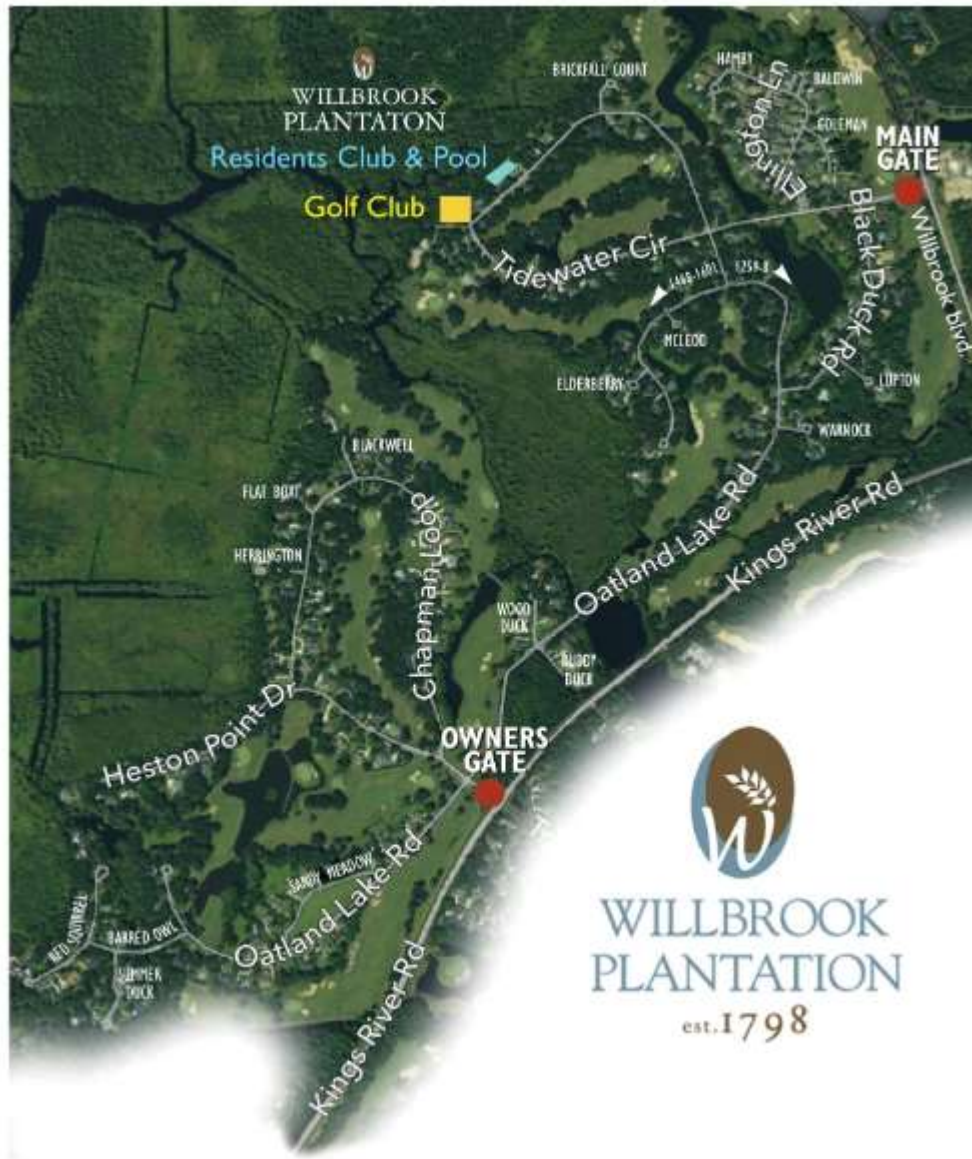 WILLBROOK
PLANTATON
Residents Club & Pool
Golf Club
BRICKFALL COURT
HAMBY
BALDWIN
Ellington Ln
COLEMAN
MAIN
GATE
Willbrook blvd.
Black Duck Rd
Tidewater Cir
MCLEOD
ELDERBERRY
LUPTON
WARNOCK
BLACKWELL
FLAT BOAT
HERRINGTON
Chapman Loop
Oatland Lake Rd
Kings River Rd
WOOD
DUCK
RUDDY
DUCK
Heston Point Dr
OWNERS
GATE
SANDY MEADOW
Oatland Lake Rd
RED SQUIRREL
BARRED OWL
SUMMER
DUCK
Kings River Rd
W
WILLBROOK
PLANTATION
est.1798